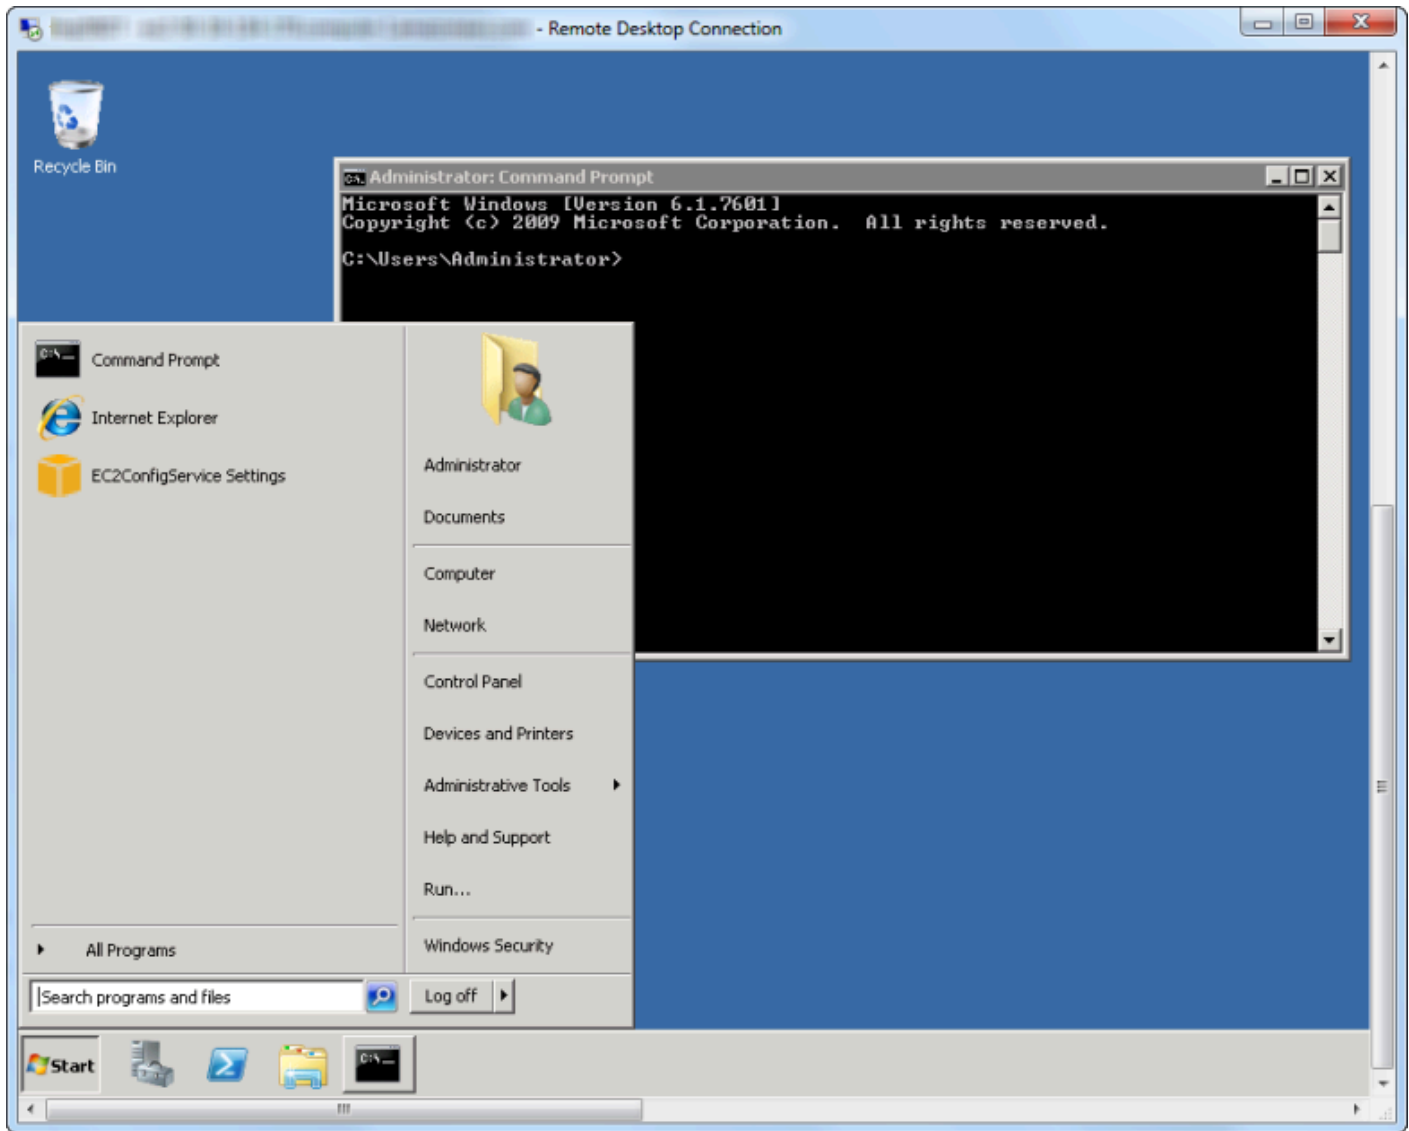 - Remote Desktop Connection
Recycle Bin
Administrator: Command Prompt
Microsoft Windows [Version 6.1.7601]
Copyright (c) 2009 Microsoft Corporation.  All rights reserved.
C:\Users\Administrator>
Command Prompt
Internet Explorer
EC2ConfigService Settings
All Programs
Search programs and files
Administrator
Documents
Computer
Network
Control Panel
Devices and Printers
Administrative Tools
Help and Support
Run...
Windows Security
Log off
Start